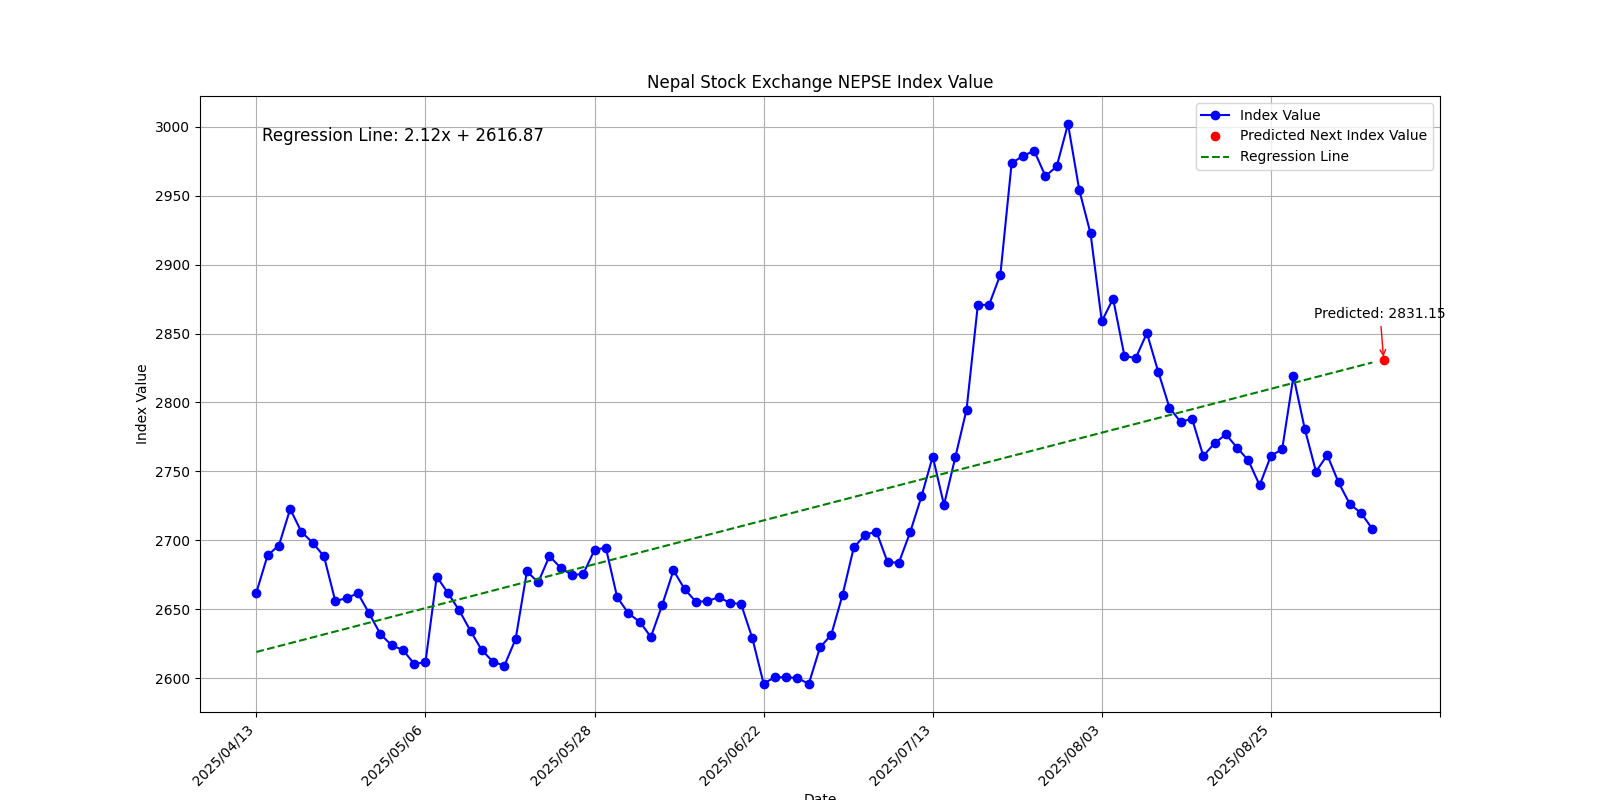 Nepal Stock Exchange NEPSE Index Value
Regression Line: 2.12x + 2616.87
Index Value
Predicted Next Index Value
Regression Line
Predicted: 2831.15
Index Value
3000
2950
2900
2850
2800
2750
2700
2650
2600
2025/04/13
2025/05/06
2025/05/28
2025/06/22
2025/07/13
2025/08/03
2025/08/25
Date